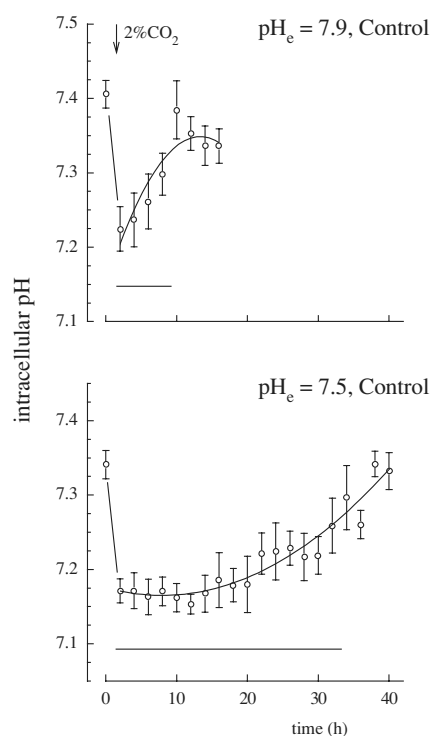 7.5
2%CO₂
pHₑ = 7.9, Control
7.4
7.3
7.2
7.1
intracellular pH
pHₑ = 7.5, Control
7.4
7.3
7.2
7.1
0 10 20 30 40
time (h)